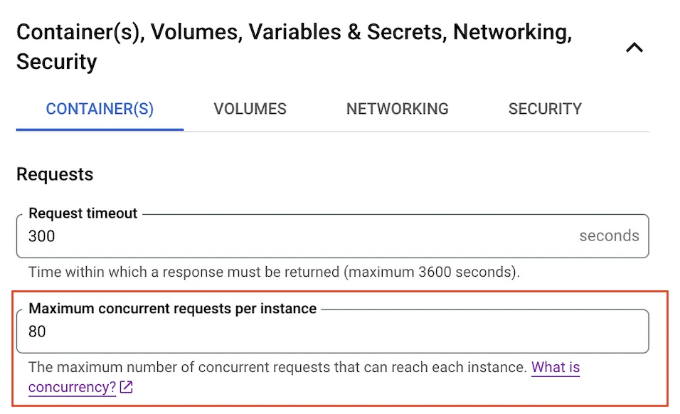 Container(s), Volumes, Variables & Secrets, Networking,
Security
CONTAINER(S) VOLUMES NETWORKING SECURITY
Requests
Request timeout
300 seconds
Time within which a response must be returned (maximum 3600 seconds).
Maximum concurrent requests per instance
80
The maximum number of concurrent requests that can reach each instance. What is
concurrency?